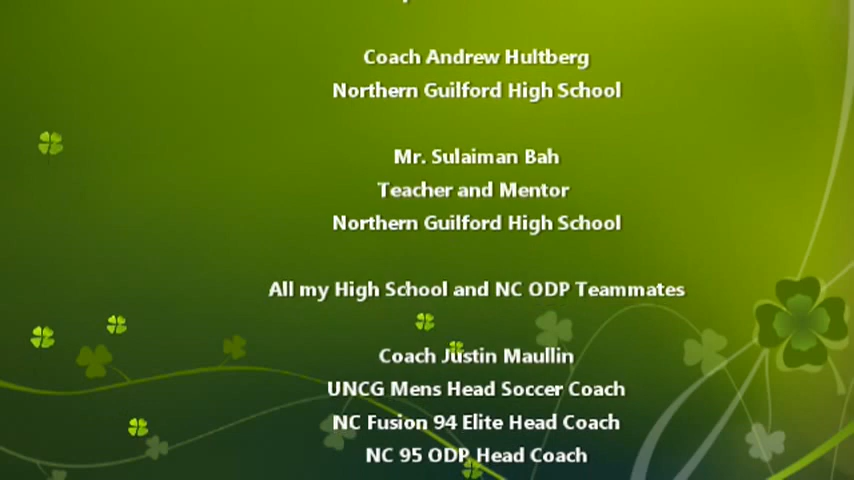 Coach Andrew Hultberg
Northern Guilford High School
Mr. Sulaiman Bah
Teacher and Mentor
Northern Guilford High School
All my High School and NC ODP Teammates
Coach Justin Maullin
UNCG Mens Head Soccer Coach
NC Fusion 94 Elite Head Coach
NC 95 ODP Head Coach